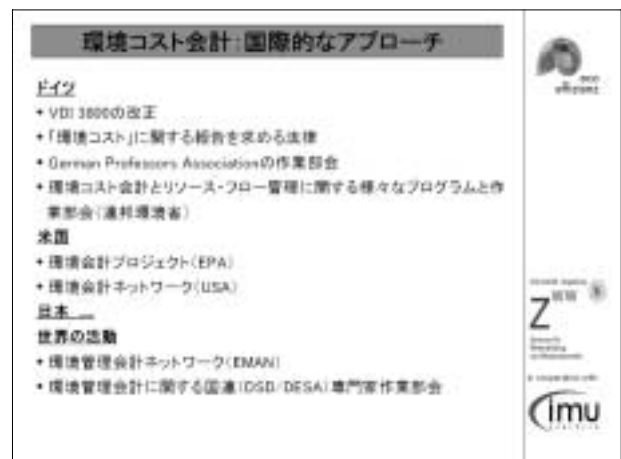 環境コスト会計:国際的なアプローチ
ドイツ
• VDI 3800の改正
• 「環境コスト」に関する報告を求める法律
• German Professors Associationの作業部会
• 環境コスト会計とリソース・フロー管理に関する様々なプログラムと作
業部会(連邦環境省)
米国
• 環境会計プロジェクト(EPA)
• 環境会計ネットワーク(USA)
日本 ...
世界の活動
• 環境管理会計ネットワーク(EMAN)
• 環境管理会計に関する国連(DSD/DESA)専門家作業部会
eco
efficient
Z
imu